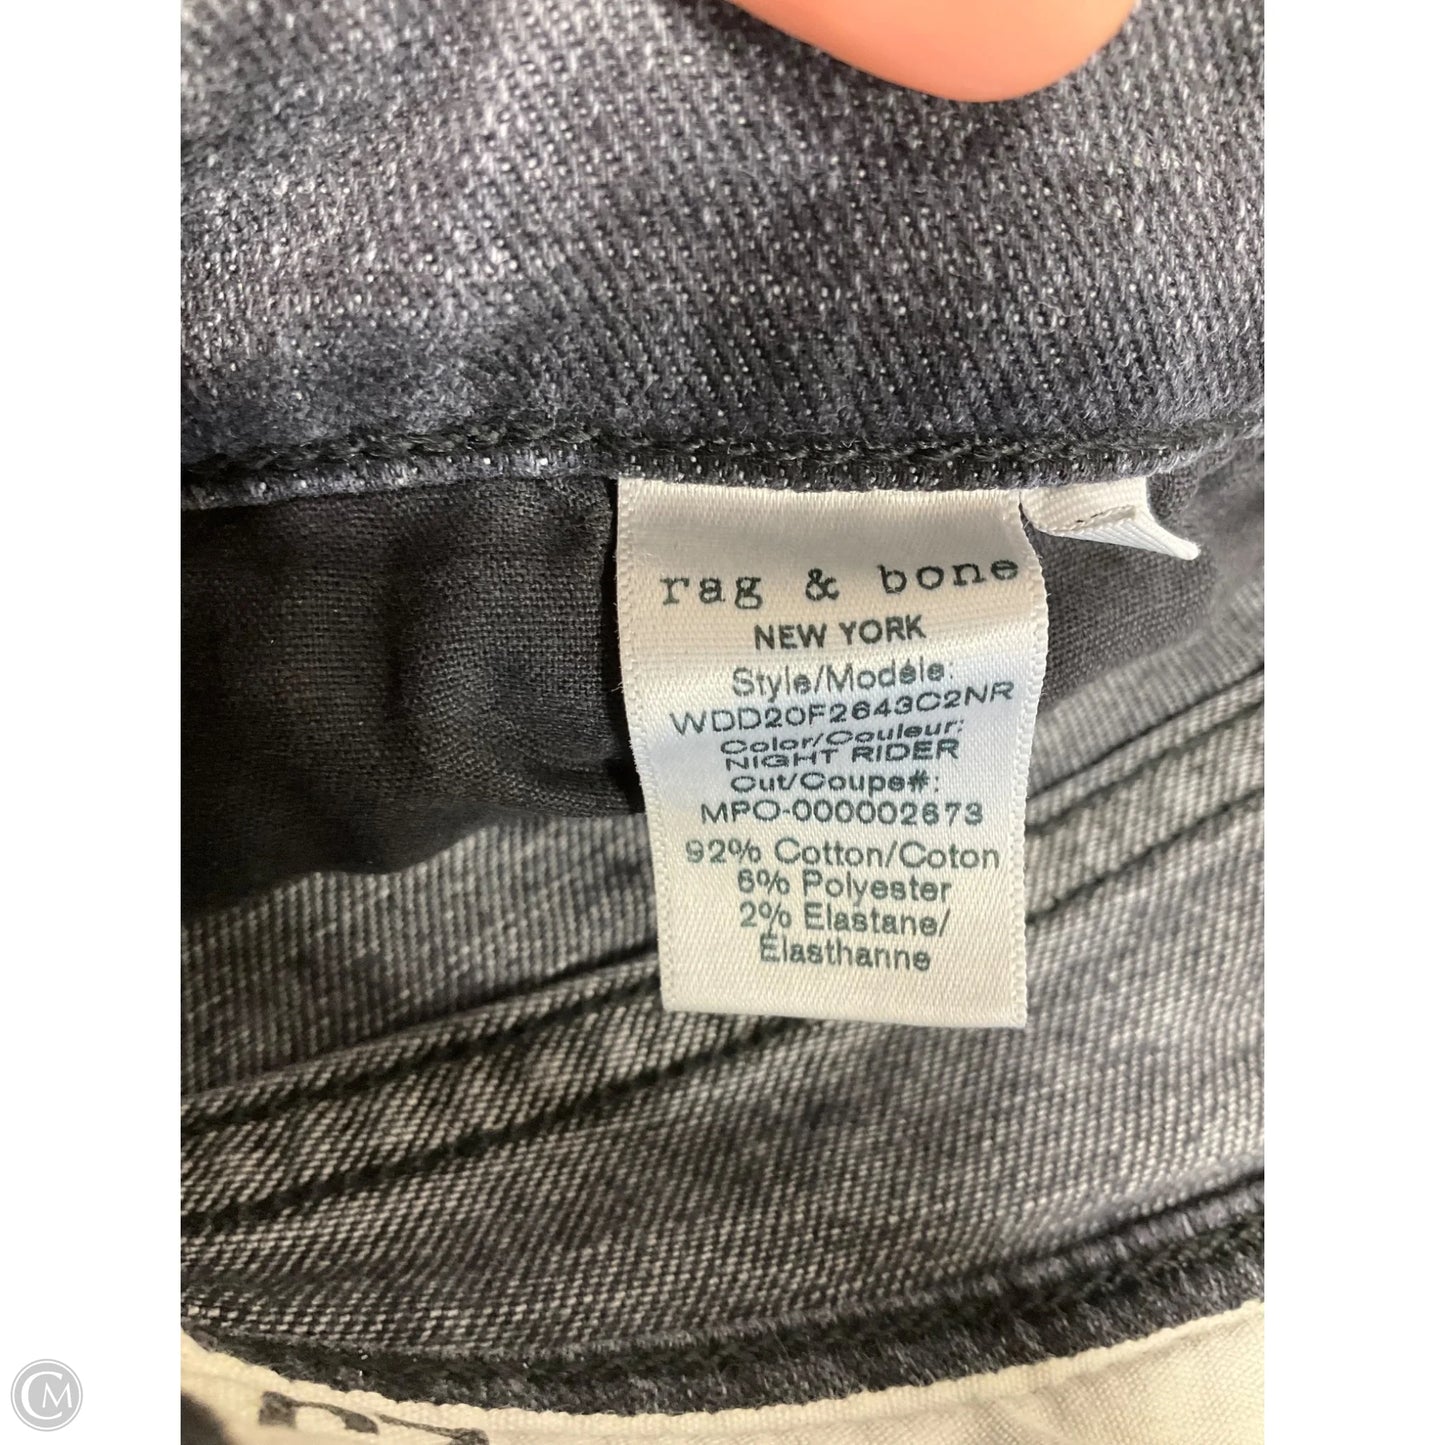 rag & bone
NEW YORK
Style/Modèle:
WDD20F2643C2NR
Color/Couleur:
NIGHT RIDER
Cut/Coupe#:
MPO-000002673
92% Cotton/Coton
6% Polyester
2% Elastane/
Élasthanne
CM